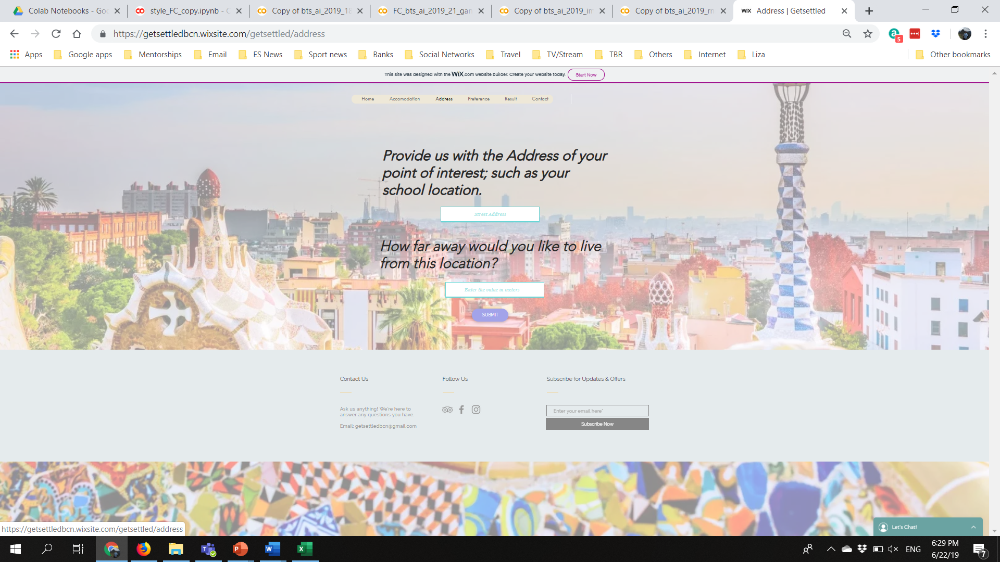 Colab Notebooks - Goo
style_FC_copy.ipynb - C
Copy of bts_ai_2019_18
FC_bts_ai_2019_21_gan
Copy of bts_ai_2019_im
Copy of bts_ai_2019_rn
WIX Address | Getsettled
https://getsettledbcn.wixsite.com/getsettled/address
5
Apps Google apps Mentorships Email ES News Sport news Banks Social Networks Travel TV/Stream TBR Others Internet Liza Other bookmarks
This site was designed with the WiX.com website builder. Create your website today. Start Now
Home Accomodation Address Preference Result Contact
Provide us with the Address of your
point of interest; such as your
school location.
Street Address
How far away would you like to live
from this location?
Enter the value in meters
SUBMIT
Contact Us
Follow Us
Subscribe for Updates & Offers
Ask us anything! We're here to
answer any questions you have.
Email: getsettledbcn@gmail.com
Enter your email here*
Subscribe Now
Let's Chat!
https://getsettledbcn.wixsite.com/getsettled/address
ENG
6:29 PM
6/22/19
7